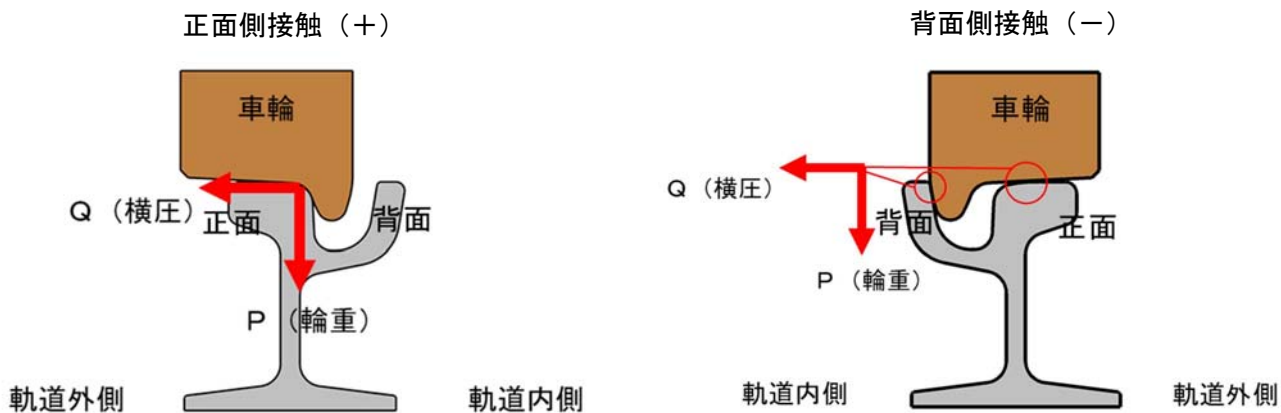 正面側接触（＋）
車輪
Q（横圧）
正面
背面
P（輪重）
軌道外側
軌道内側
背面側接触（－）
車輪
Q（横圧）
背面
正面
P（輪重）
軌道内側
軌道外側